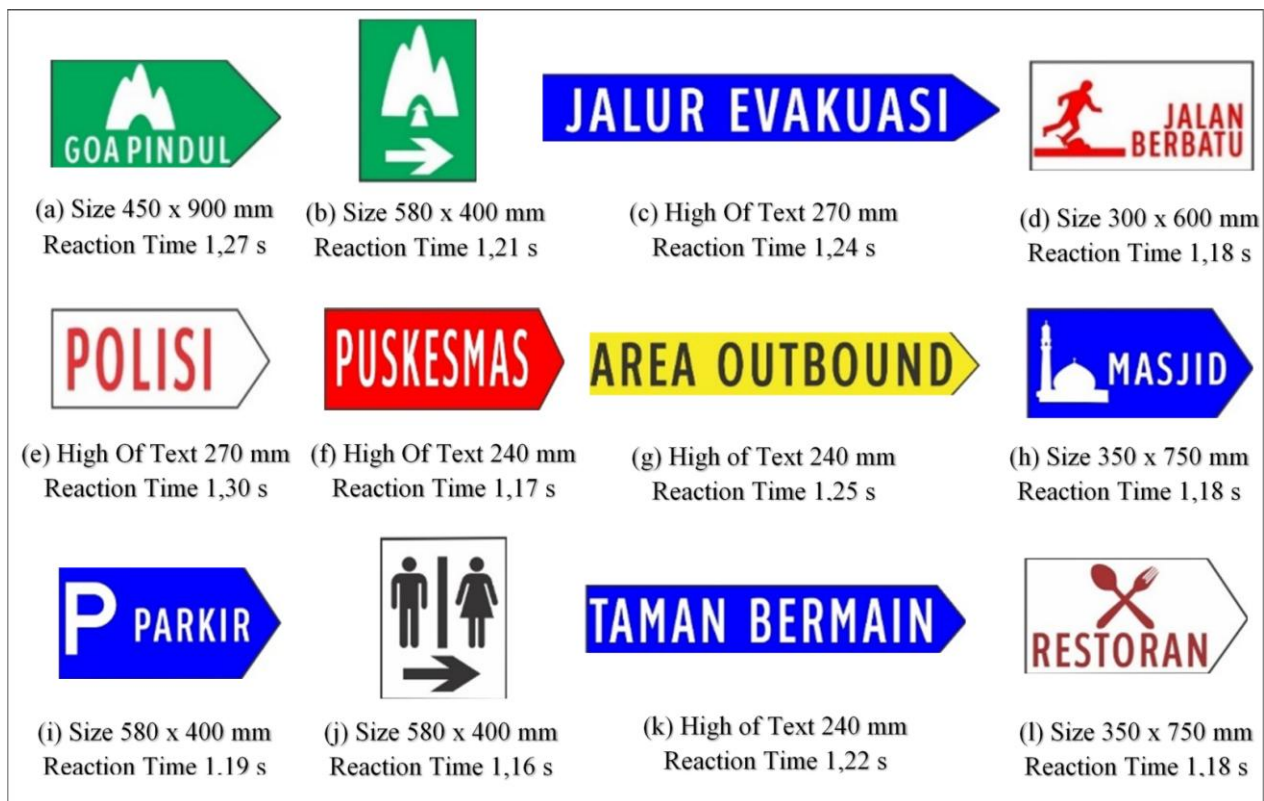 GOA PINDUL
JALUR EVAKUASI
JALAN
BERBATU
(a) Size 450 x 900 mm
Reaction Time 1,27 s
(b) Size 580 x 400 mm
Reaction Time 1,21 s
(c) High Of Text 270 mm
Reaction Time 1,24 s
(d) Size 300 x 600 mm
Reaction Time 1,18 s
POLISI
PUSKESMAS
AREA OUTBOUND
MASJID
(e) High Of Text 270 mm
Reaction Time 1,30 s
(f) High Of Text 240 mm
Reaction Time 1,17 s
(g) High of Text 240 mm
Reaction Time 1,25 s
(h) Size 350 x 750 mm
Reaction Time 1,18 s
P PARKIR
TAMAN BERMAIN
RESTORAN
(i) Size 580 x 400 mm
Reaction Time 1.19 s
(j) Size 580 x 400 mm
Reaction Time 1,16 s
(k) High of Text 240 mm
Reaction Time 1,22 s
(l) Size 350 x 750 mm
Reaction Time 1,18 s